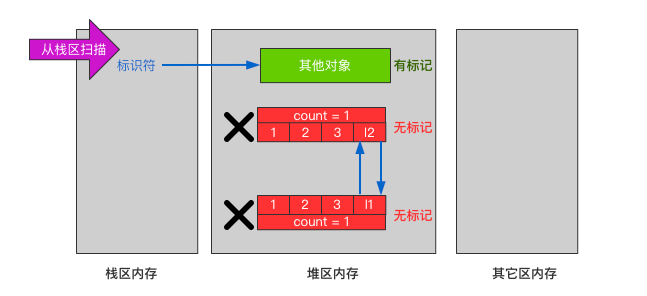 从栈区扫描
标识符
其他对象
有标记
count = 1
1 2 3 l2
无标记
1 2 3 l1
count = 1
无标记
栈区内存
堆区内存
其它区内存